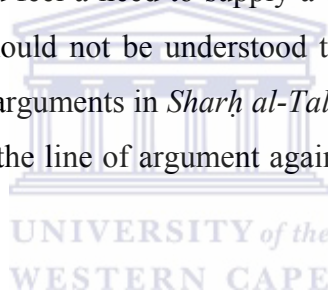 feel a need to supply a
ould not be understood t
arguments in Sharḥ al-Tal
the line of argument again
UNIVERSITY of the
WESTERN CAPE